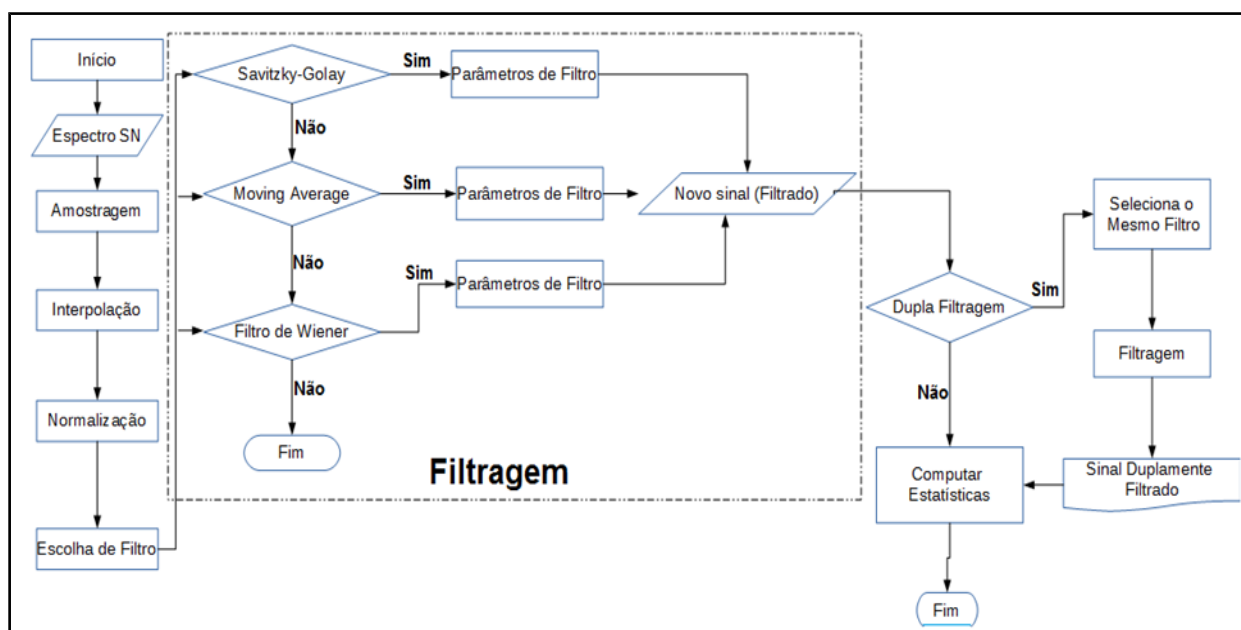 Início
Espectro SN
Amostragem
Interpolação
Normalização
Escolha de Filtro
Savitzky-Golay
Sim
Parâmetros de Filtro
Não
Moving Average
Sim
Parâmetros de Filtro
Não
Filtro de Wiener
Sim
Parâmetros de Filtro
Não
Fim
Filtragem
Novo sinal (Filtrado)
Dupla Filtragem
Sim
Seleciona o
Mesmo Filtro
Filtragem
Sinal Duplamente
Filtrado
Não
Computar
Estatísticas
Fim